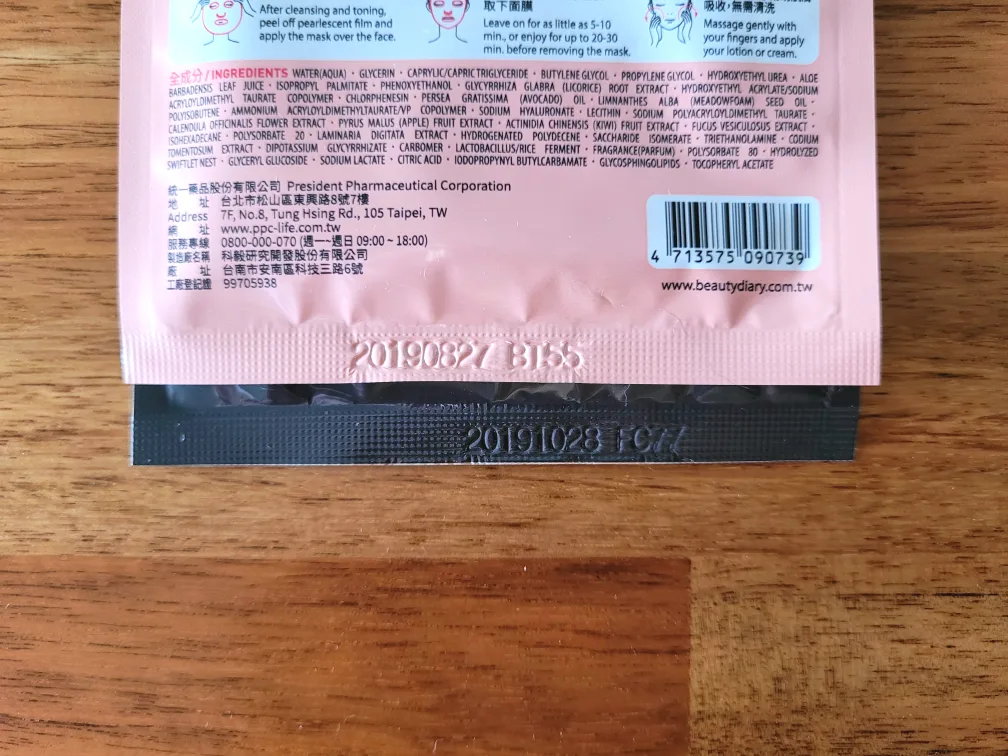 After cleansing and toning,
peel off pearlescent film and
apply the mask over the face.
取下面膜
Leave on for as little as 5-10
min., or enjoy for up to 20-30
min. before removing the mask.
吸收，無需清洗
Massage gently with
your fingers and apply
your lotion or cream.
全成分/INGREDIENTS WATER(AQUA)・GLYCERIN・CAPRYLIC/CAPRIC TRIGLYCERIDE・BUTYLENE GLYCOL・PROPYLENE GLYCOL・HYDROXYETHYL UREA・ALOE
BARBADENSIS LEAF JUICE・ISOPROPYL PALMITATE・PHENOXYETHANOL・GLYCYRRHIZA GLABRA (LICORICE) ROOT EXTRACT・HYDROXYETHYL ACRYLATE/SODIUM
ACRYLOYLDIMETHYL TAURATE COPOLYMER・CHLORPHENESIN・PERSEA GRATISSIMA (AVOCADO) OIL・LIMNANTHES ALBA (MEADOWFOAM) SEED OIL・
POLYISOBUTENE・AMMONIUM ACRYLOYLDIMETHYLTAURATE/VP COPOLYMER・SODIUM HYALURONATE・LECITHIN・SODIUM POLYACRYLOYLDIMETHYL TAURATE・
CALENDULA OFFICINALIS FLOWER EXTRACT・PYRUS MALUS (APPLE) FRUIT EXTRACT・ACTINIDIA CHINENSIS (KIWI) FRUIT EXTRACT・FUCUS VESICULOSUS EXTRACT・
ISOHEXADECANE・POLYSORBATE 20・LAMINARIA DIGITATA EXTRACT・HYDROGENATED POLYDECENE・SACCHARIDE ISOMERATE・TRIETHANOLAMINE・CODIUM
TOMENTOSUM EXTRACT・DIPOTASSIUM GLYCYRRHIZATE・CARBOMER・LACTOBACILLUS/RICE FERMENT・FRAGRANCE(PARFUM)・POLYSORBATE 80・HYDROLYZED
SWIFTLET NEST・GLYCERYL GLUCOSIDE・SODIUM LACTATE・CITRIC ACID・IODOPROPYNYL BUTYLCARBAMATE・GLYCOSPHINGOLIPIDS・TOCOPHERYL ACETATE
統一藥品股份有限公司 President Pharmaceutical Corporation
地 址 台北市松山區東興路8號7樓
Address 7F, No.8, Tung Hsing Rd., 105 Taipei, TW
網 址 www.ppc-life.com.tw
服務專線 0800-000-070 (週一~週日 09:00 ~ 18:00)
製造廠名稱 科毅研究開發股份有限公司
廠 址 台南市安南區科技三路6號
工廠登記證 99705938
4 713575 090739
www.beautydiary.com.tw
20190827 BT55
20191028 FC77